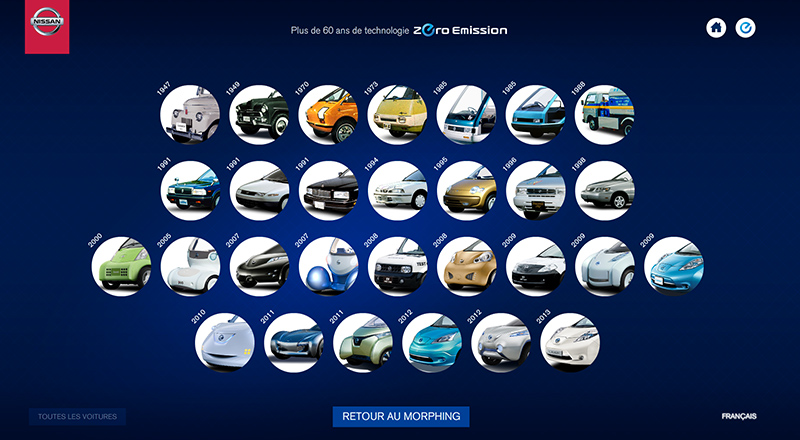 NISSAN
Plus de 60 ans de technologie Zero Emission
1947 1949 1970 1973 1985 1985 1988
1991 1991 1991 1994 1995 1996 1998
2000 2005 2007 2007 2008 2008 2009 2009 2009
2010 2011 2011 2012 2012 2013
TOUTES LES VOITURES
RETOUR AU MORPHING
FRANÇAIS